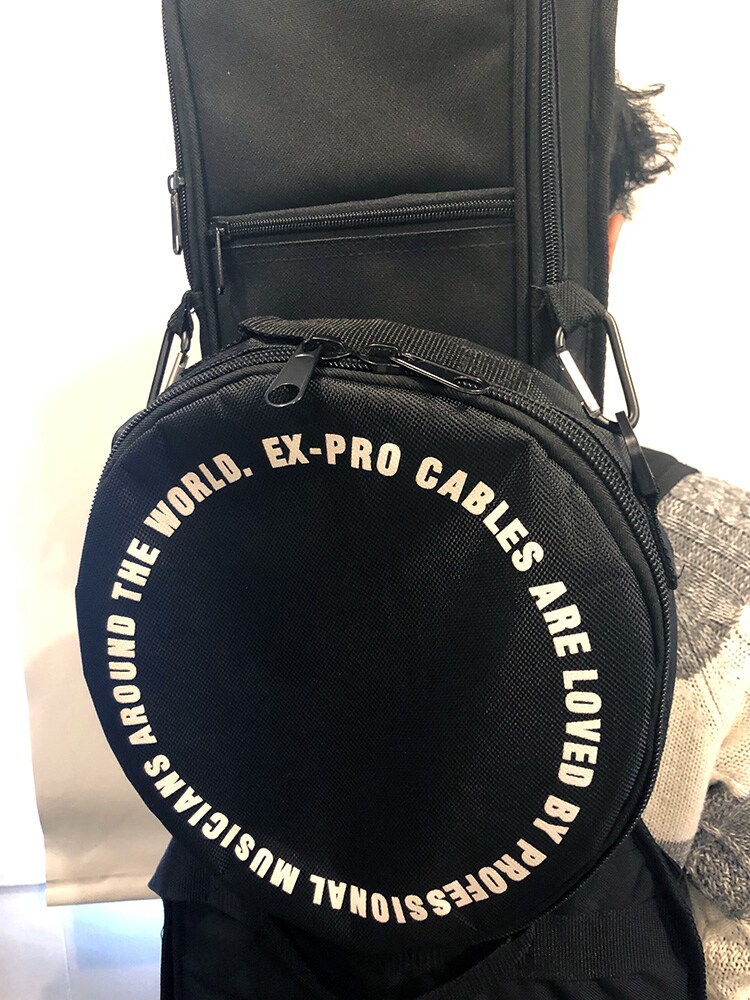 EX-PRO CABLES ARE LOVED BY PROFESSIONAL MUSICIANS AROUND THE WORLD.